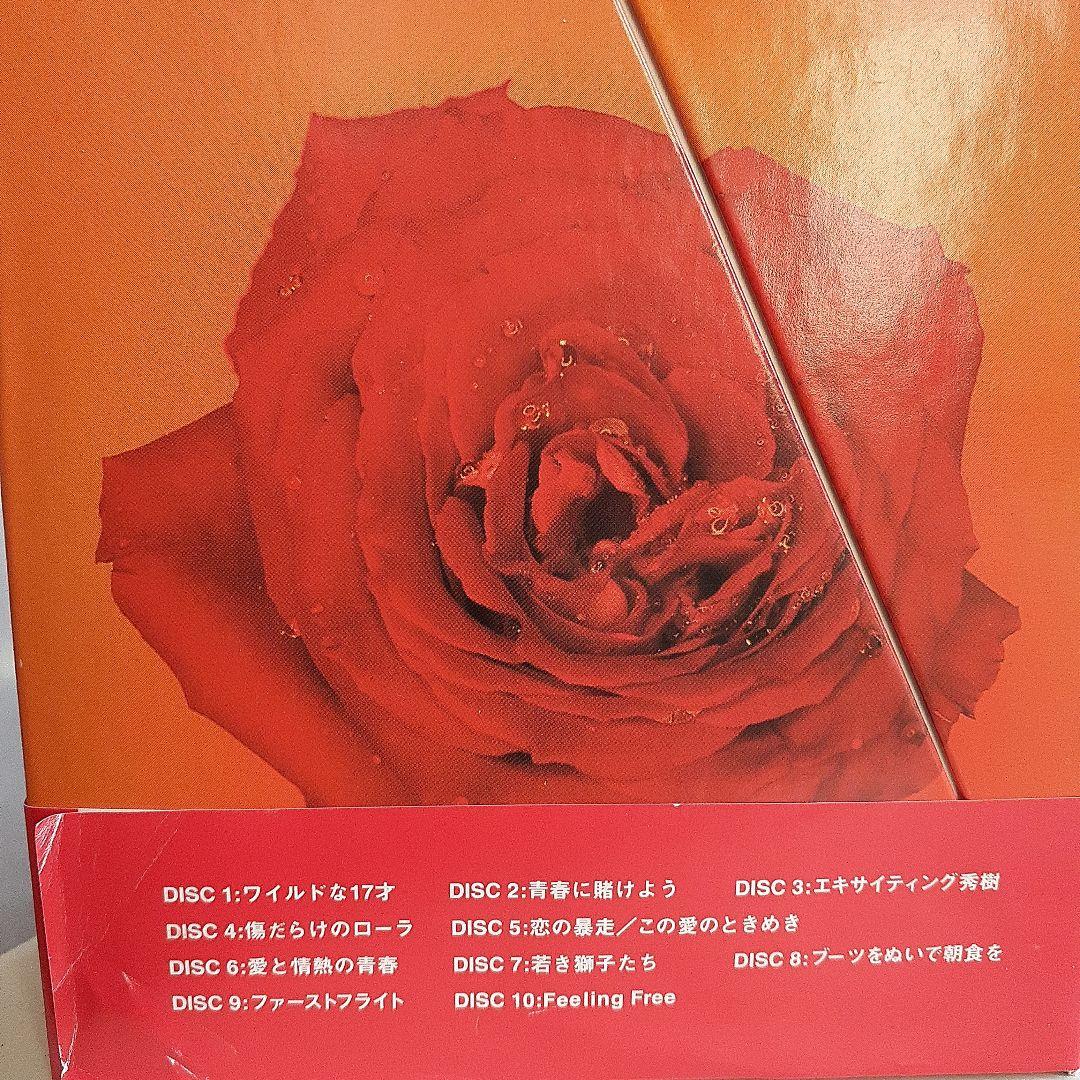 DISC 1:ワイルドな17才 DISC 2:青春に賭けよう DISC 3:エキサイティング秀樹
DISC 4:傷だらけのローラ DISC 5:恋の暴走／この愛のときめき
DISC 6:愛と情熱の青春 DISC 7:若き獅子たち DISC 8:ブーツをぬいで朝食を
DISC 9:ファーストフライト DISC 10:Feeling Free